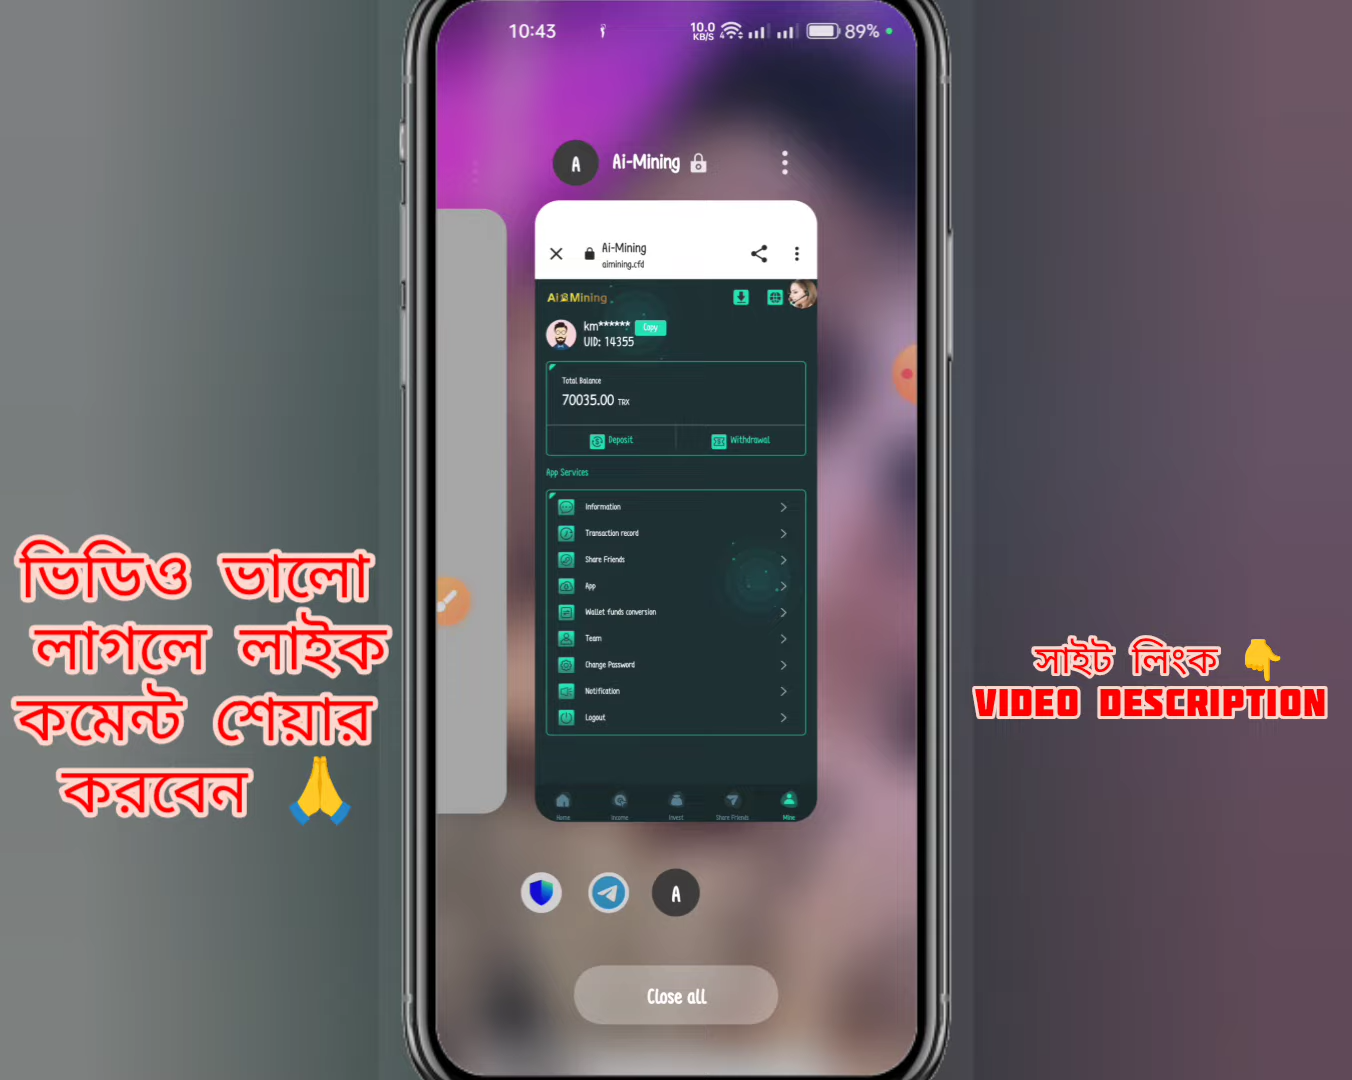 10:43
10.0
KB/S
89%
A
Ai-Mining
Ai-Mining
aimining.cfd
Ai Mining
km******
Copy
UID: 14355
Total Balance
70035.00 TRX
Deposit
Withdrawal
App Services
Information
Transaction record
Share Friends
App
Wallet funds conversion
Team
Change Password
Notification
Logout
Home
Income
Invest
Share Friends
Mine
A
Close all
ভিডিও ভালো
লাগলে লাইক
কমেন্ট শেয়ার
করবেন 🙏
সাইট লিংক 👇
VIDEO DESCRIPTION